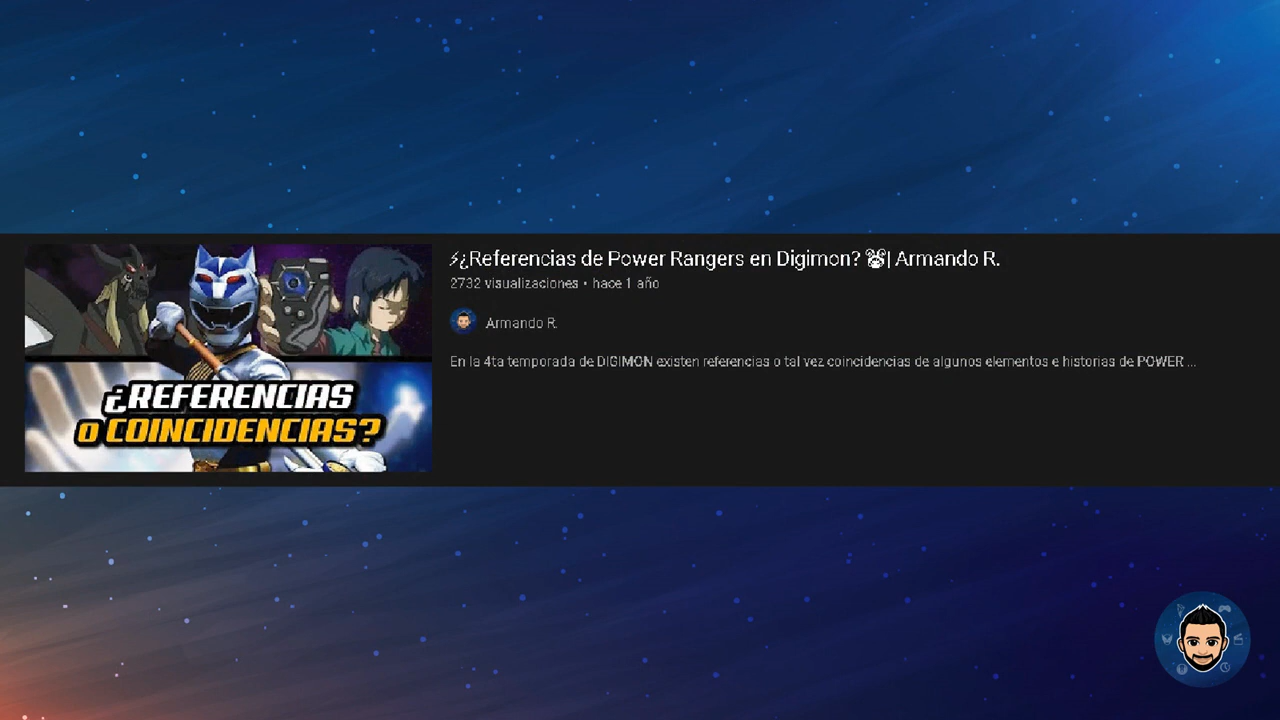 ¿REFERENCIAS
o COINCIDENCIAS?
⚡¿Referencias de Power Rangers en Digimon? 🐹| Armando R.
2732 visualizaciones • hace 1 año
Armando R.
En la 4ta temporada de DIGIMON existen referencias o tal vez coincidencias de algunos elementos e historias de POWER ...